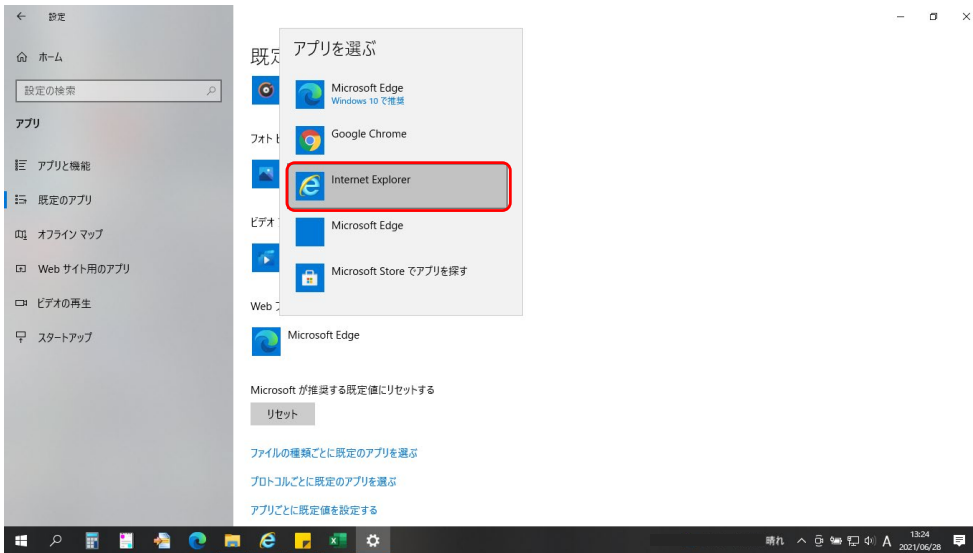 設定
ホーム
設定の検索
アプリ
アプリと機能
既定のアプリ
オフライン マップ
Web サイト用のアプリ
ビデオの再生
スタートアップ
既定
アプリを選ぶ
Microsoft Edge
Windows 10 で推奨
フォト ビ
Google Chrome
Internet Explorer
ビデオ
Microsoft Edge
Microsoft Store でアプリを探す
Web ブ
Microsoft Edge
Microsoft が推奨する既定値にリセットする
リセット
ファイルの種類ごとに既定のアプリを選ぶ
プロトコルごとに既定のアプリを選ぶ
アプリごとに既定値を設定する
晴れ
A
13:24
2021/06/28